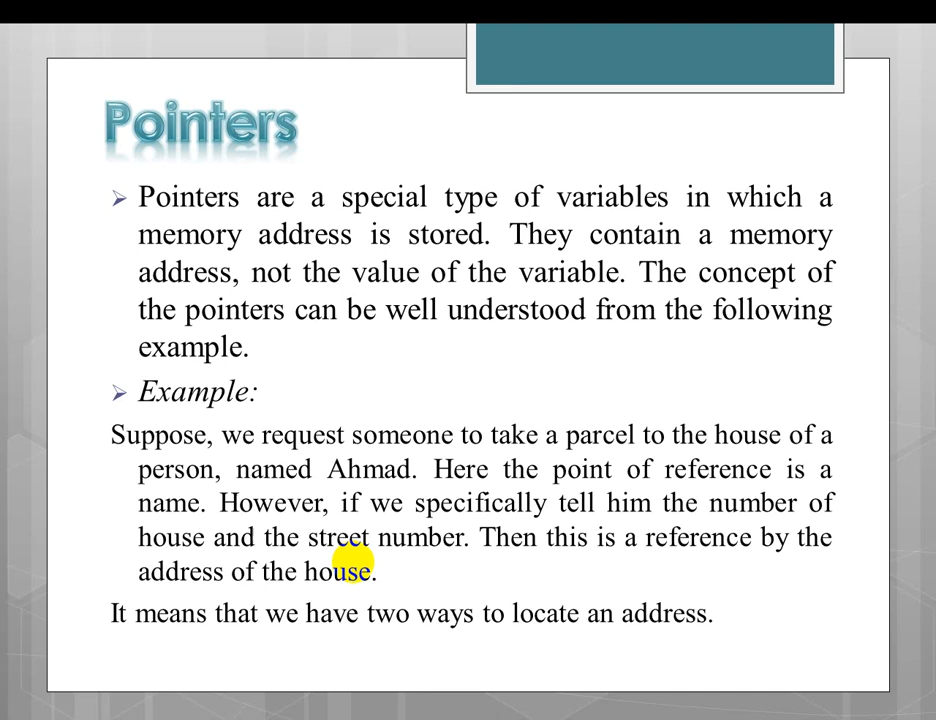 Pointers
Pointers are a special type of variables in which a
memory address is stored. They contain a memory
address, not the value of the variable. The concept of
the pointers can be well understood from the following
example.
Example:
Suppose, we request someone to take a parcel to the house of a
person, named Ahmad. Here the point of reference is a
name. However, if we specifically tell him the number of
house and the street number. Then this is a reference by the
address of the house.
It means that we have two ways to locate an address.